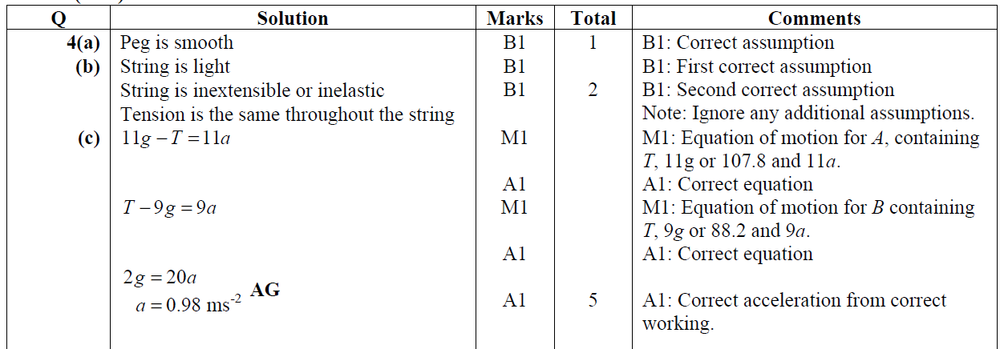 Q Solution Marks Total Comments
4(a) Peg is smooth B1 1 B1: Correct assumption
(b) String is light B1 B1: First correct assumption
String is inextensible or inelastic B1 2 B1: Second correct assumption
Tension is the same throughout the string Note: Ignore any additional assumptions.
(c) 11g − T = 11a M1 M1: Equation of motion for A, containing
T, 11g or 107.8 and 11a.
A1 A1: Correct equation
T − 9g = 9a M1 M1: Equation of motion for B containing
T, 9g or 88.2 and 9a.
A1 A1: Correct equation
2g = 20a
a = 0.98 ms⁻² AG A1 5 A1: Correct acceleration from correct
working.